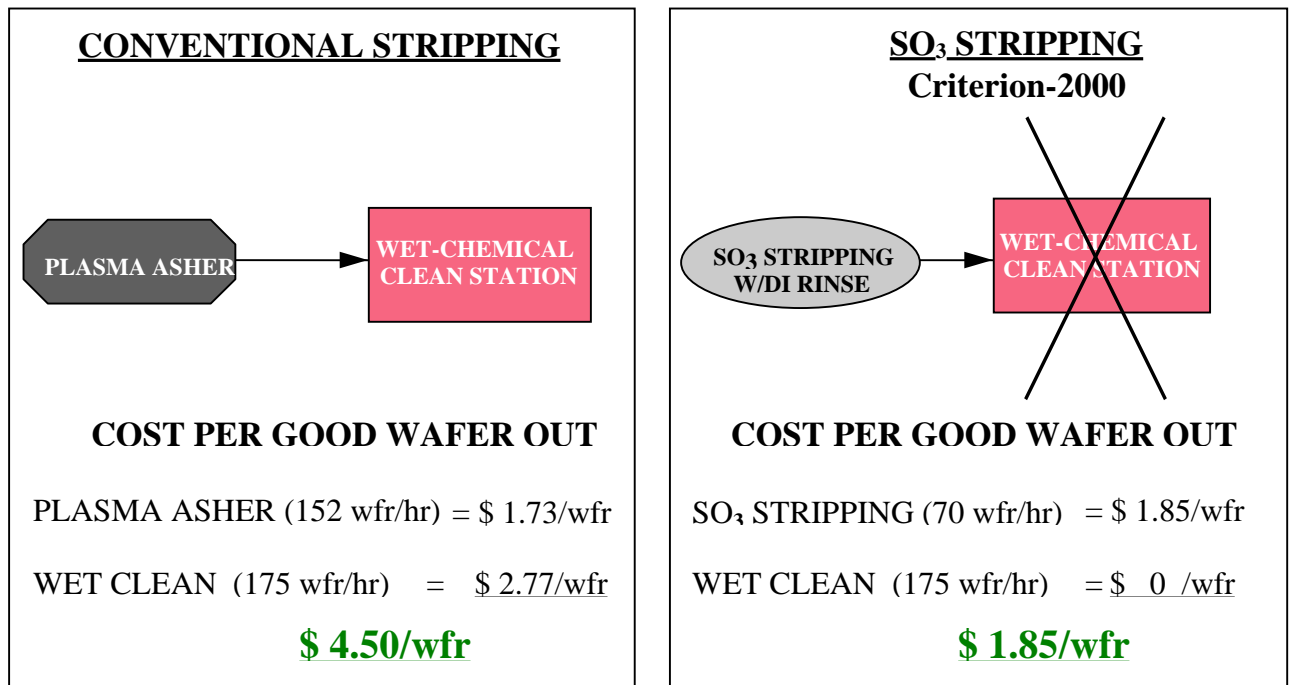 CONVENTIONAL STRIPPING
PLASMA ASHER
WET-CHEMICAL
CLEAN STATION
COST PER GOOD WAFER OUT
PLASMA ASHER (152 wfr/hr) = $ 1.73/wfr
WET CLEAN (175 wfr/hr) = $ 2.77/wfr
$ 4.50/wfr
SO₃ STRIPPING
Criterion-2000
SO₃ STRIPPING
W/DI RINSE
WET-CHEMICAL
CLEAN STATION
COST PER GOOD WAFER OUT
SO₃ STRIPPING (70 wfr/hr) = $ 1.85/wfr
WET CLEAN (175 wfr/hr) = $ 0 /wfr
$ 1.85/wfr